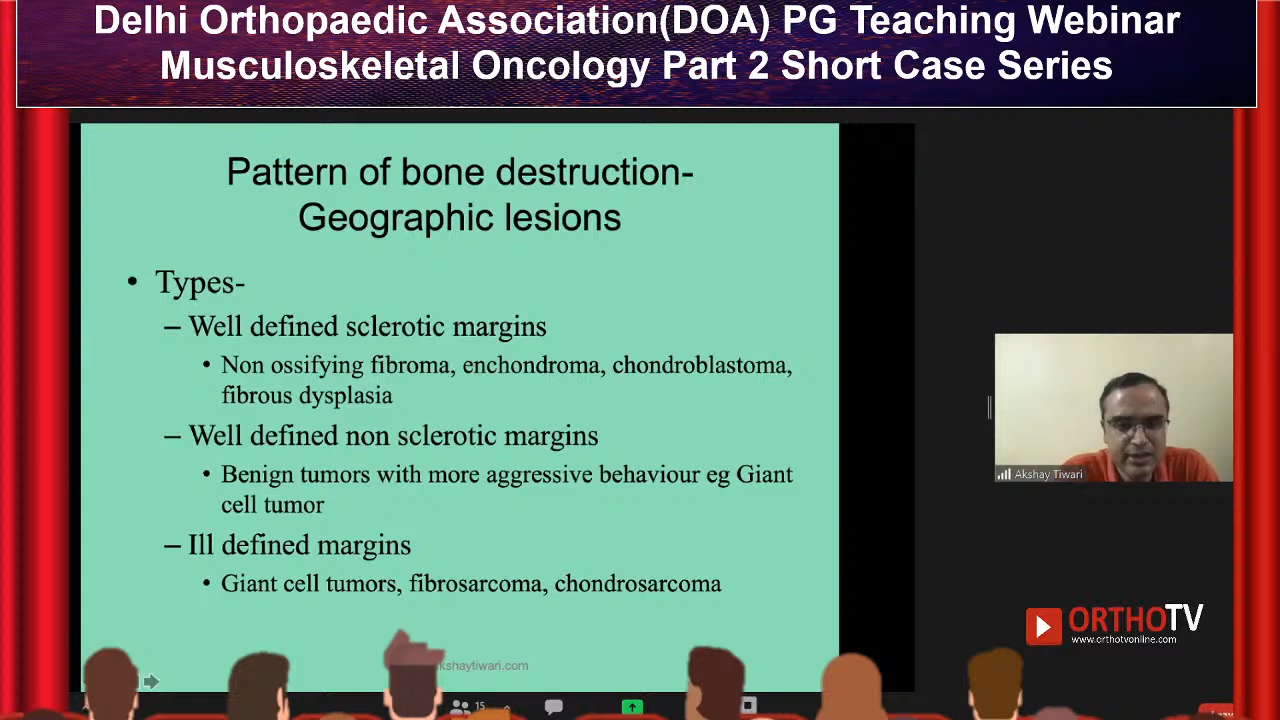 Delhi Orthopaedic Association(DOA) PG Teaching Webinar
Musculoskeletal Oncology Part 2 Short Case Series
Pattern of bone destruction-
Geographic lesions
• Types-
– Well defined sclerotic margins
• Non ossifying fibroma, enchondroma, chondroblastoma,
fibrous dysplasia
– Well defined non sclerotic margins
• Benign tumors with more aggressive behaviour eg Giant
cell tumor
– Ill defined margins
• Giant cell tumors, fibrosarcoma, chondrosarcoma
kshaytiwari.com
15
Akshay Tiwari
ORTHOTV
www.orthotvonline.com